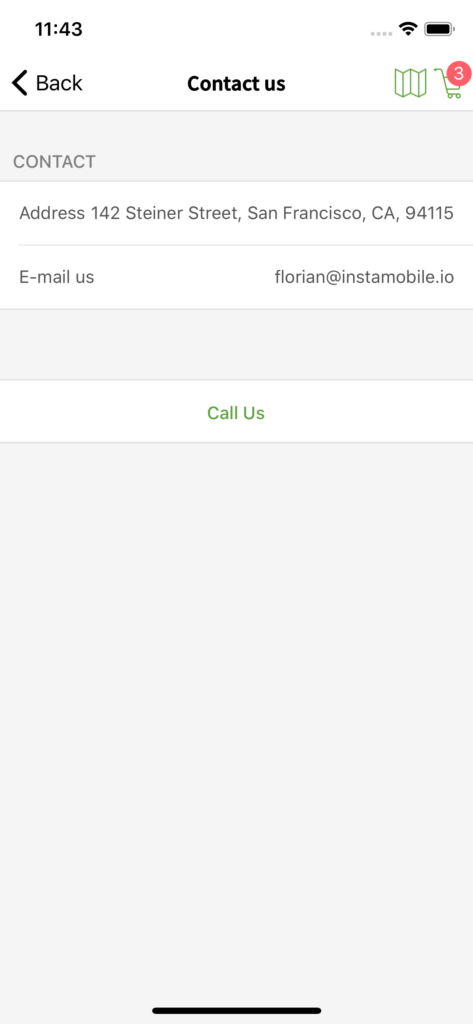 11:43
Back Contact us 3
CONTACT
Address 142 Steiner Street, San Francisco, CA, 94115
E-mail us florian@instamobile.io
Call Us